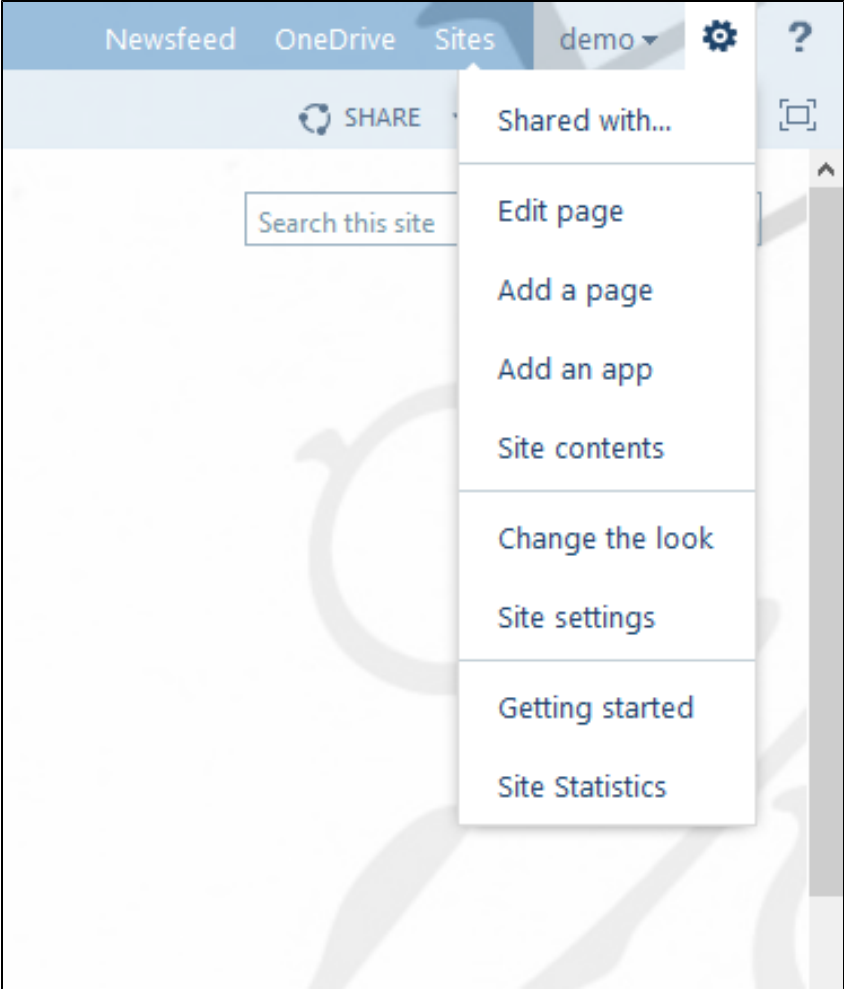 Newsfeed OneDrive Sites demo ?
SHARE
Shared with...
Search this site
Edit page
Add a page
Add an app
Site contents
Change the look
Site settings
Getting started
Site Statistics